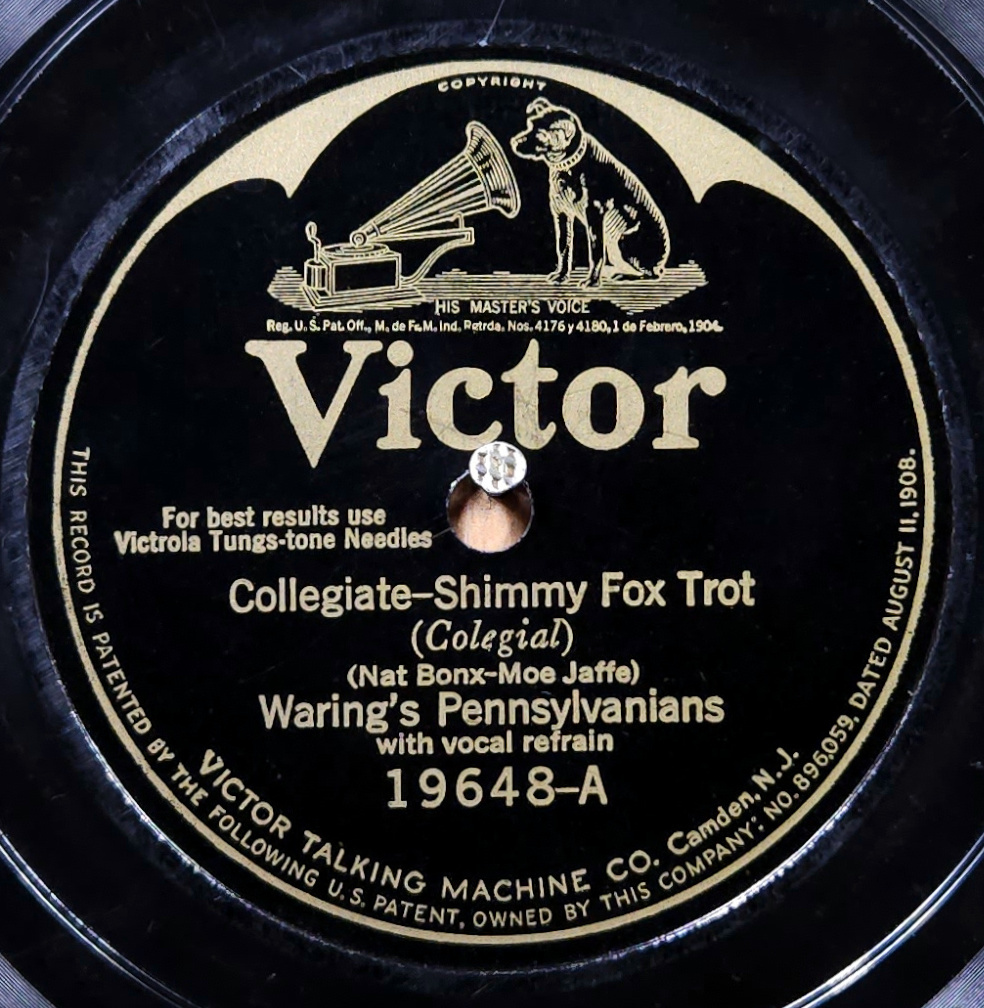 COPYRIGHT
HIS MASTER'S VOICE
Reg. U. S. Pat. Off., M. de F. M. Ind. Rgtrda. Nos. 4176 y 4180, 1 de Febrero, 1904.
Victor
For best results use
Victrola Tungs-tone Needles
Collegiate–Shimmy Fox Trot
(Colegial)
(Nat Bonx-Moe Jaffe)
Waring's Pennsylvanians
with vocal refrain
19648–A
VICTOR TALKING MACHINE CO. Camden, N. J.
THIS RECORD IS PATENTED BY THE FOLLOWING U. S. PATENT, OWNED BY THIS COMPANY: NO. 896,059, DATED AUGUST 11, 1908.